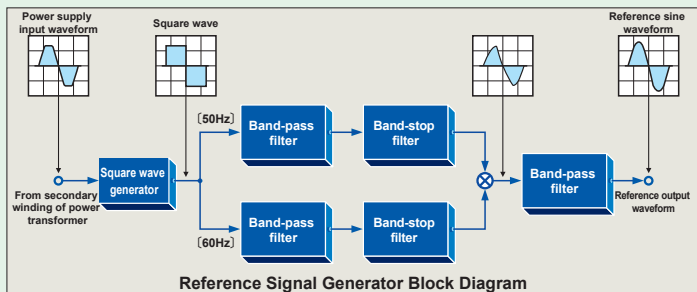 Power supply
input waveform
Square wave
Reference sine
waveform
〔50Hz〕
Band-pass
filter
Band-stop
filter
Square wave
generator
From secondary
winding of power
transformer
Band-pass
filter
Reference output
waveform
〔60Hz〕
Band-pass
filter
Band-stop
filter
Reference Signal Generator Block Diagram